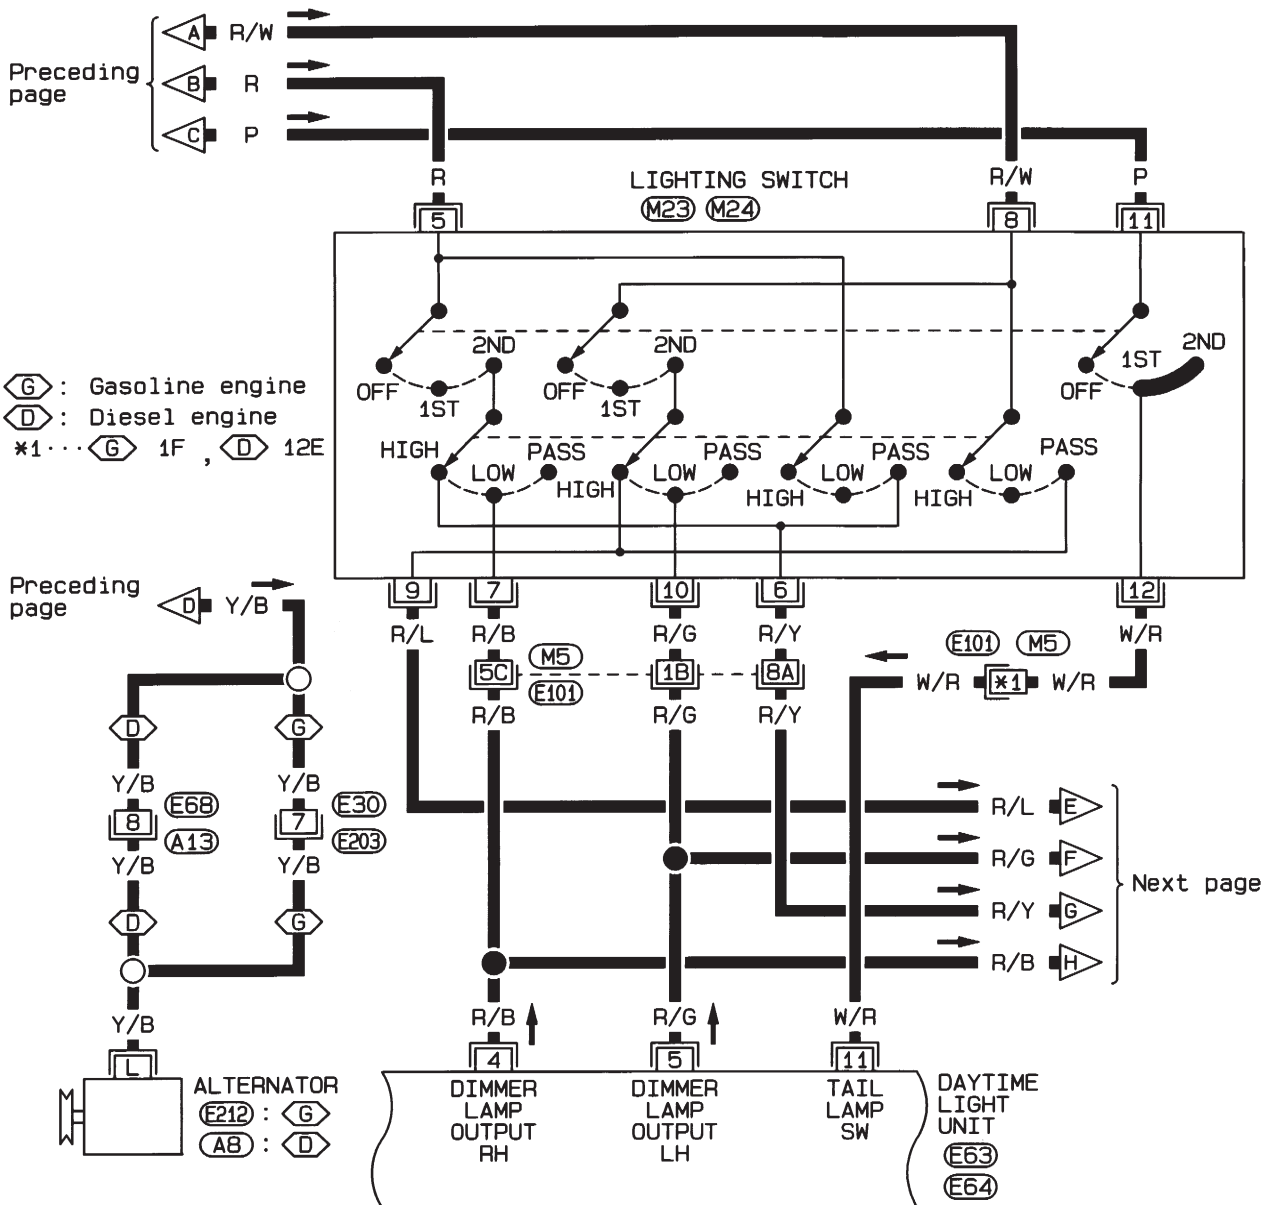 Preceding
page
A R/W
B R
C P
R
LIGHTING SWITCH
M23 M24
R/W
P
5
8
11
2ND
2ND
2ND
1ST
OFF
1ST
OFF
1ST
OFF
G : Gasoline engine
D : Diesel engine
*1··· G 1F , D 12E
HIGH
LOW
PASS
HIGH
LOW
PASS
HIGH
LOW
PASS
HIGH
LOW
PASS
Preceding
page
D Y/B
9
7
10
6
12
R/L
R/B
R/G
R/Y
W/R
5C
M5
E101
1B
8A
E101 M5
W/R *1 W/R
R/B
R/G
R/Y
D
G
Y/B
Y/B
8
E68
A13
7
E30
E203
Y/B
Y/B
D
G
R/L E
R/G F
R/Y G
R/B H
Next page
Y/B
L
ALTERNATOR
E212 : G
A8 : D
R/B
R/G
W/R
4
5
11
DIMMER
LAMP
OUTPUT
RH
DIMMER
LAMP
OUTPUT
LH
TAIL
LAMP
SW
DAYTIME
LIGHT
UNIT
E63
E64